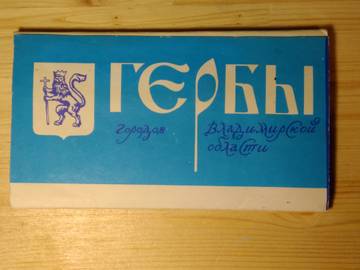 ГЕРБЫ
городов Владимирской
области